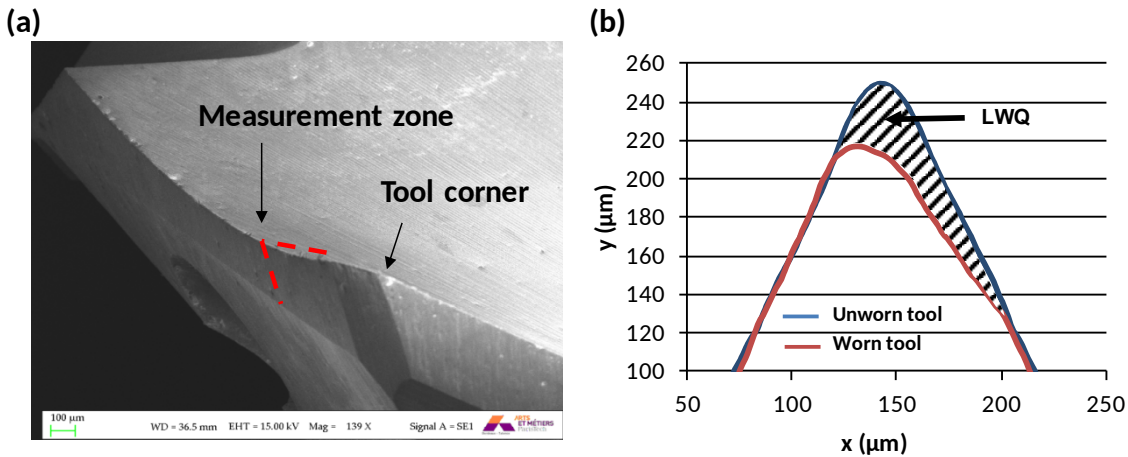 (a)
Measurement zone
Tool corner
100 µm
WD = 36.5 mm EHT = 15.00 kV Mag = 139 X Signal A = SE1
ARTS
ET MÉTIERS
ParisTech
(b)
y (µm)
260
240
220
200
180
160
140
120
100
LWQ
Unworn tool
Worn tool
50 100 150 200 250
x (µm)